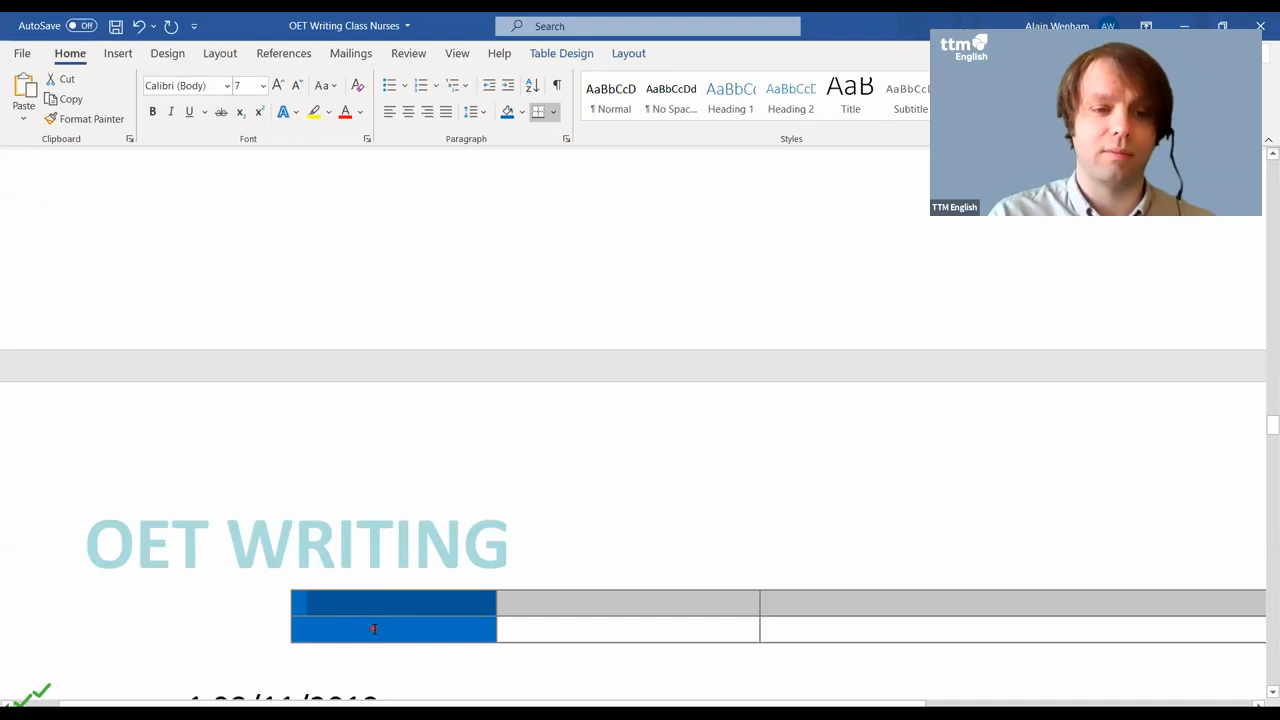 AutoSave Off
OET Writing Class Nurses
Search
Alain Wenham AW
File Home Insert Design Layout References Mailings Review View Help Table Design Layout
ttm
English
Paste
Cut
Copy
Format Painter
Calibri (Body) 7
AaBbCcD AaBbCcDd AaBbCc AaBbCcD AaB AaBbCcD
¶ Normal ¶ No Spac... Heading 1 Heading 2 Title Subtitle
Clipboard Font Paragraph Styles
TTM English
OET WRITING